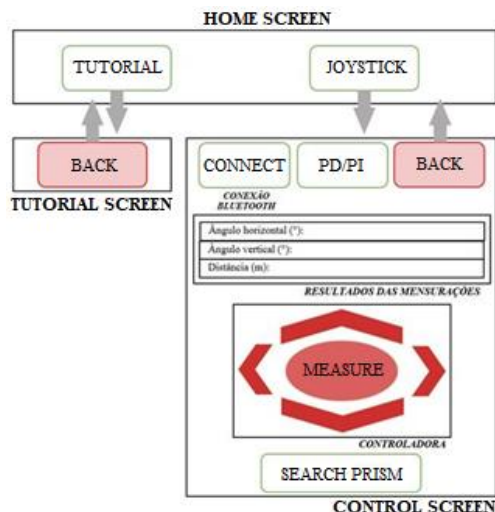 HOME SCREEN
TUTORIAL
JOYSTICK
BACK
TUTORIAL SCREEN
CONNECT
PD/PI
BACK
CONEXÃO
BLUETOOTH
Ângulo horizontal (°):
Ângulo vertical (°):
Distância (m):
RESULTADOS DAS MENSURAÇÕES
MEASURE
CONTROLADORA
SEARCH PRISM
CONTROL SCREEN